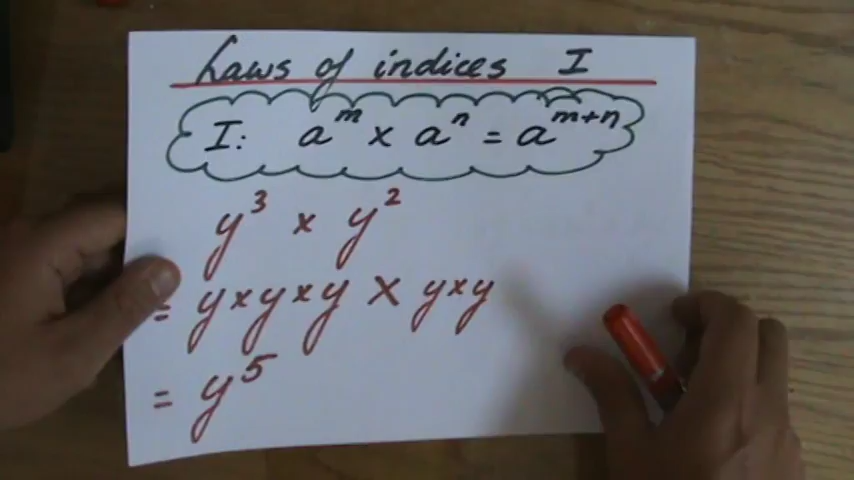 Laws of indices I
I: a^m × a^n = a^m+n
y^3 × y^2
= y×y×y × y×y
= y^5